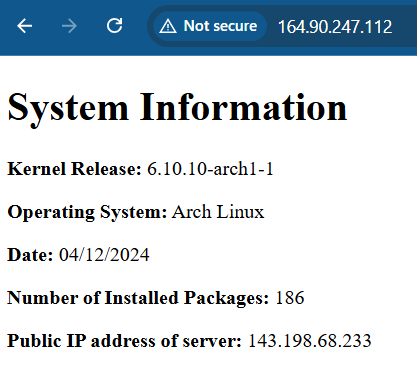 Not secure 164.90.247.112
System Information
Kernel Release: 6.10.10-arch1-1
Operating System: Arch Linux
Date: 04/12/2024
Number of Installed Packages: 186
Public IP address of server: 143.198.68.233